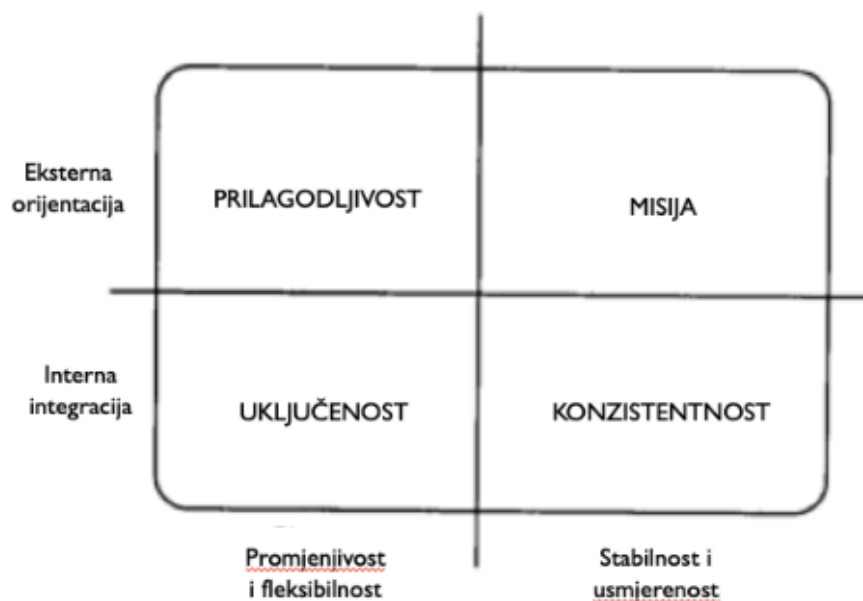 Eksterna
orijentacija
PRILAGODLJIVOST
MISIJA
Interna
integracija
UKLJUČENOST
KONZISTENTNOST
Promjenjivost
i fleksibilnost
Stabilnost i
usmjerenost